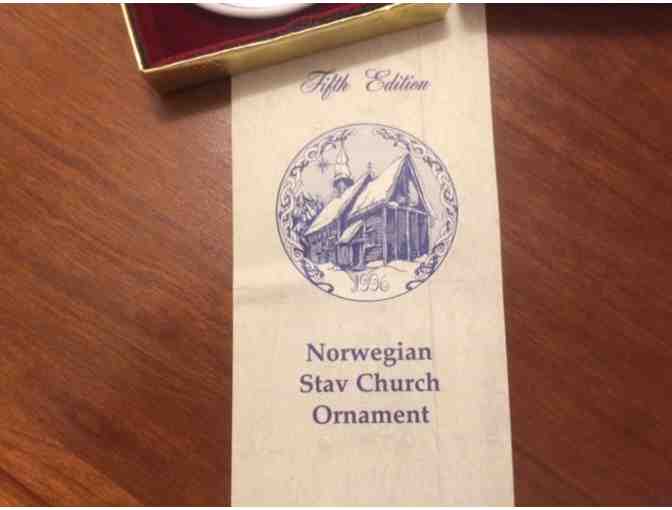 Fifth Edition
1996
Norwegian
Stav Church
Ornament